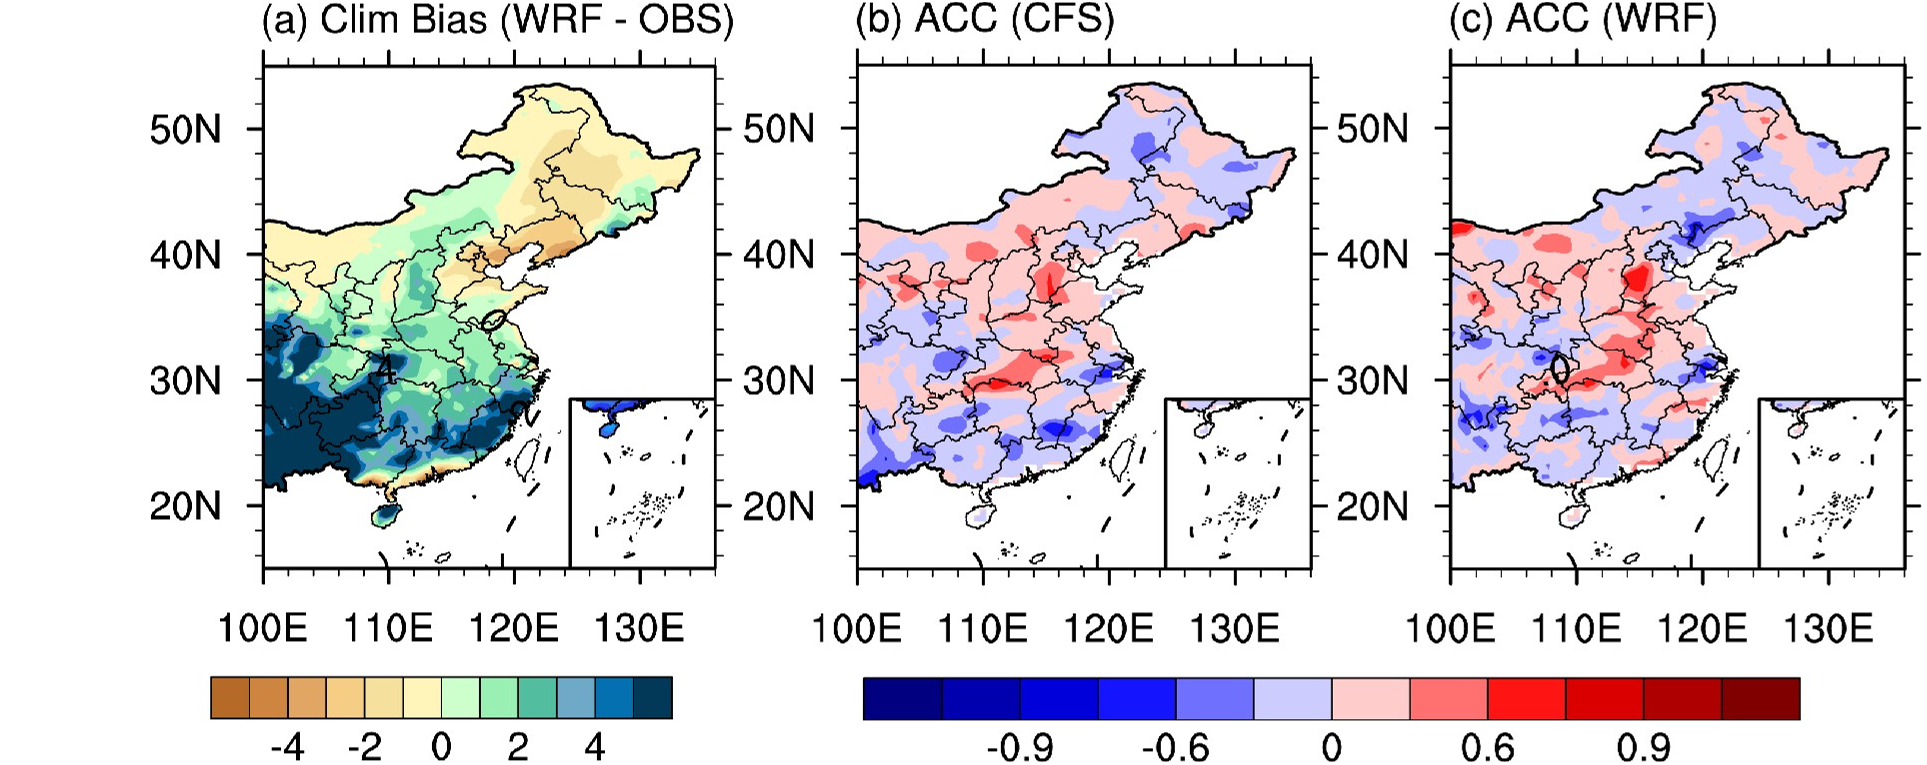 (a) Clim Bias (WRF - OBS)
(b) ACC (CFS)
(c) ACC (WRF)
50N
40N
30N
20N
50N
40N
30N
20N
50N
40N
30N
20N
4
0
0
100E 110E 120E 130E
100E 110E 120E 130E
100E 110E 120E 130E
-4 -2 0 2 4
-0.9 -0.6 0 0.6 0.9